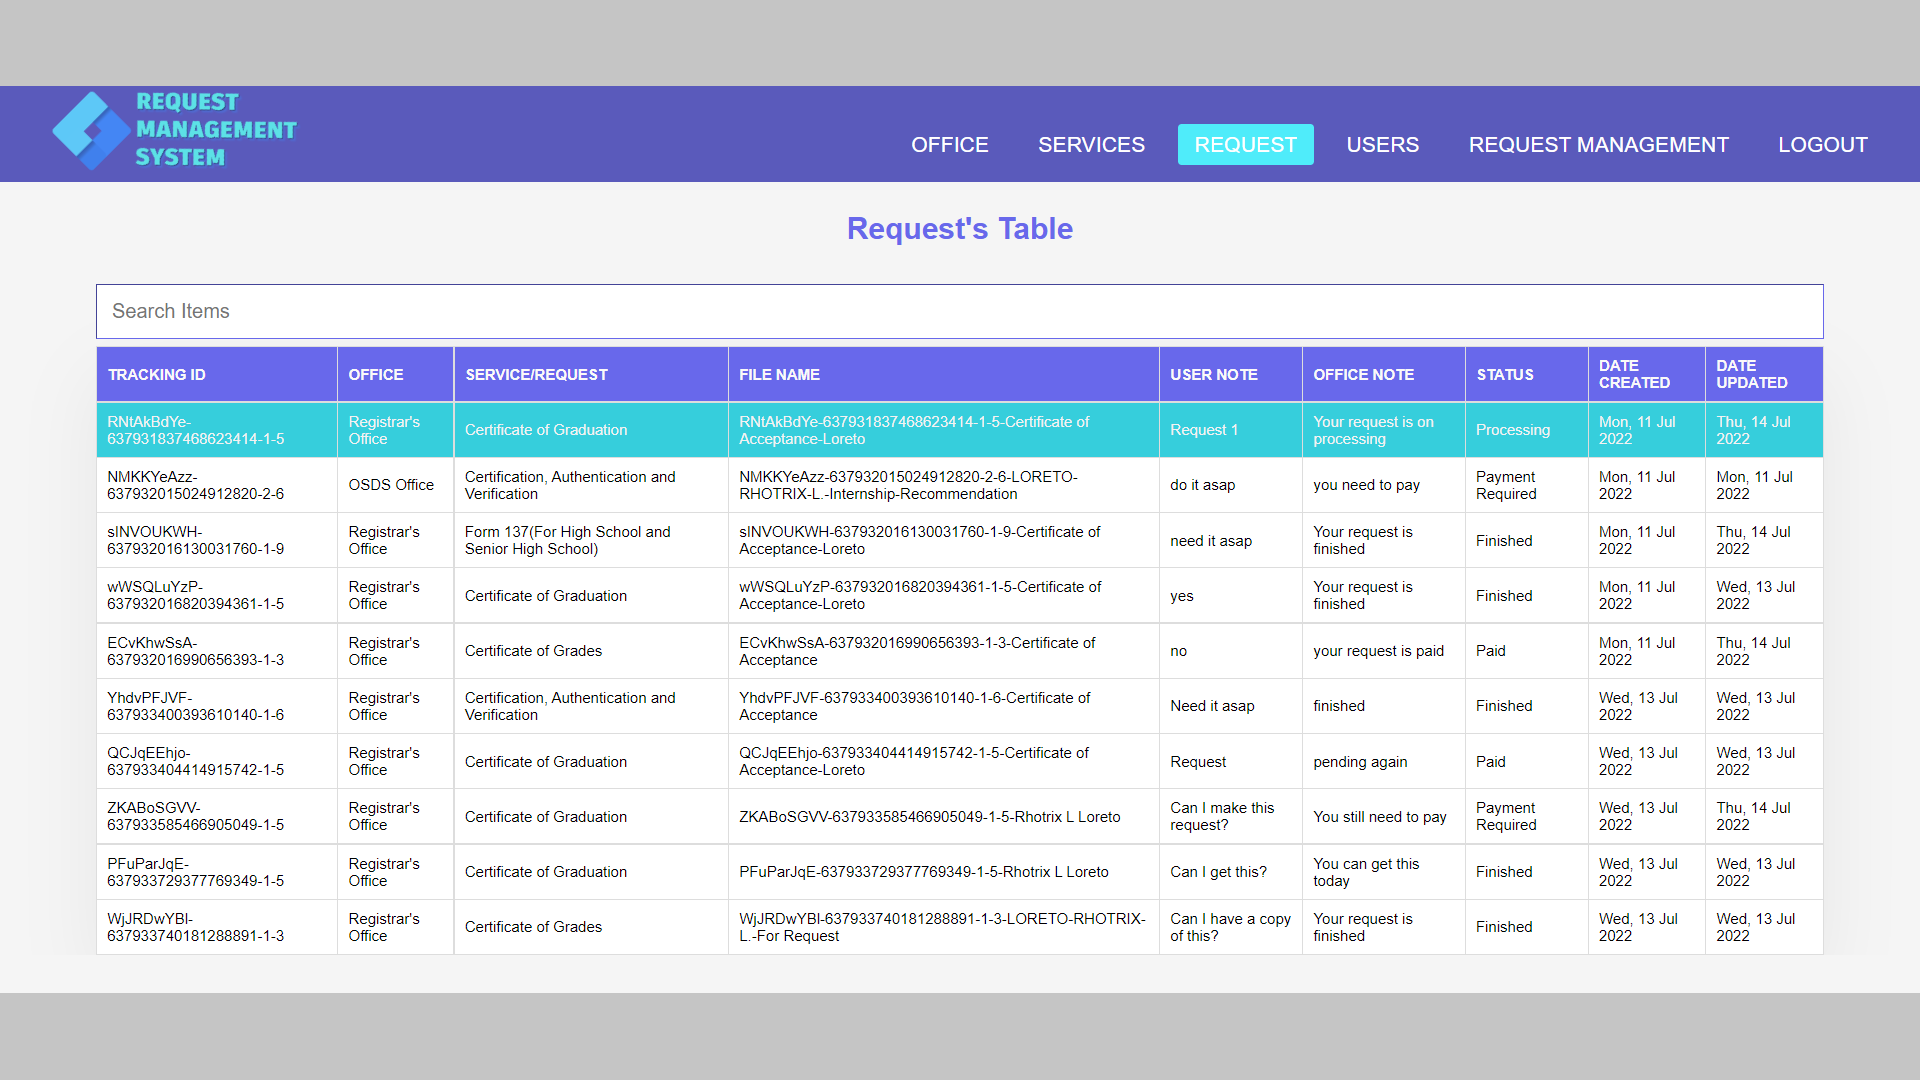 REQUEST
MANAGEMENT
SYSTEM
OFFICE SERVICES REQUEST USERS REQUEST MANAGEMENT LOGOUT
Request's Table
Search Items
TRACKING ID OFFICE SERVICE/REQUEST FILE NAME USER NOTE OFFICE NOTE STATUS DATE CREATED DATE UPDATED
RNtAkBdYe-637931837468623414-1-5 Registrar's Office Certificate of Graduation RNtAkBdYe-637931837468623414-1-5-Certificate of Acceptance-Loreto Request 1 Your request is on processing Processing Mon, 11 Jul 2022 Thu, 14 Jul 2022
NMKKYeAzz-637932015024912820-2-6 OSDS Office Certification, Authentication and Verification NMKKYeAzz-637932015024912820-2-6-LORETO-RHOTRIX-L.-Internship-Recommendation do it asap you need to pay Payment Required Mon, 11 Jul 2022 Mon, 11 Jul 2022
sINVOUKWH-637932016130031760-1-9 Registrar's Office Form 137(For High School and Senior High School) sINVOUKWH-637932016130031760-1-9-Certificate of Acceptance-Loreto need it asap Your request is finished Finished Mon, 11 Jul 2022 Thu, 14 Jul 2022
wWSQLuYzP-637932016820394361-1-5 Registrar's Office Certificate of Graduation wWSQLuYzP-637932016820394361-1-5-Certificate of Acceptance-Loreto yes Your request is finished Finished Mon, 11 Jul 2022 Wed, 13 Jul 2022
ECvKhwSsA-637932016990656393-1-3 Registrar's Office Certificate of Grades ECvKhwSsA-637932016990656393-1-3-Certificate of Acceptance no your request is paid Paid Mon, 11 Jul 2022 Thu, 14 Jul 2022
YhdvPFJVF-637933400393610140-1-6 Registrar's Office Certification, Authentication and Verification YhdvPFJVF-637933400393610140-1-6-Certificate of Acceptance Need it asap finished Finished Wed, 13 Jul 2022 Wed, 13 Jul 2022
QCJqEEhjo-637933404414915742-1-5 Registrar's Office Certificate of Graduation QCJqEEhjo-637933404414915742-1-5-Certificate of Acceptance-Loreto Request pending again Paid Wed, 13 Jul 2022 Wed, 13 Jul 2022
ZKABoSGVV-637933585466905049-1-5 Registrar's Office Certificate of Graduation ZKABoSGVV-637933585466905049-1-5-Rhotrix L Loreto Can I make this request? You still need to pay Payment Required Wed, 13 Jul 2022 Thu, 14 Jul 2022
PFuParJqE-637933729377769349-1-5 Registrar's Office Certificate of Graduation PFuParJqE-637933729377769349-1-5-Rhotrix L Loreto Can I get this? You can get this today Finished Wed, 13 Jul 2022 Wed, 13 Jul 2022
WjJRDwYBl-637933740181288891-1-3 Registrar's Office Certificate of Grades WjJRDwYBl-637933740181288891-1-3-LORETO-RHOTRIX-L.-For Request Can I have a copy of this? Your request is finished Finished Wed, 13 Jul 2022 Wed, 13 Jul 2022